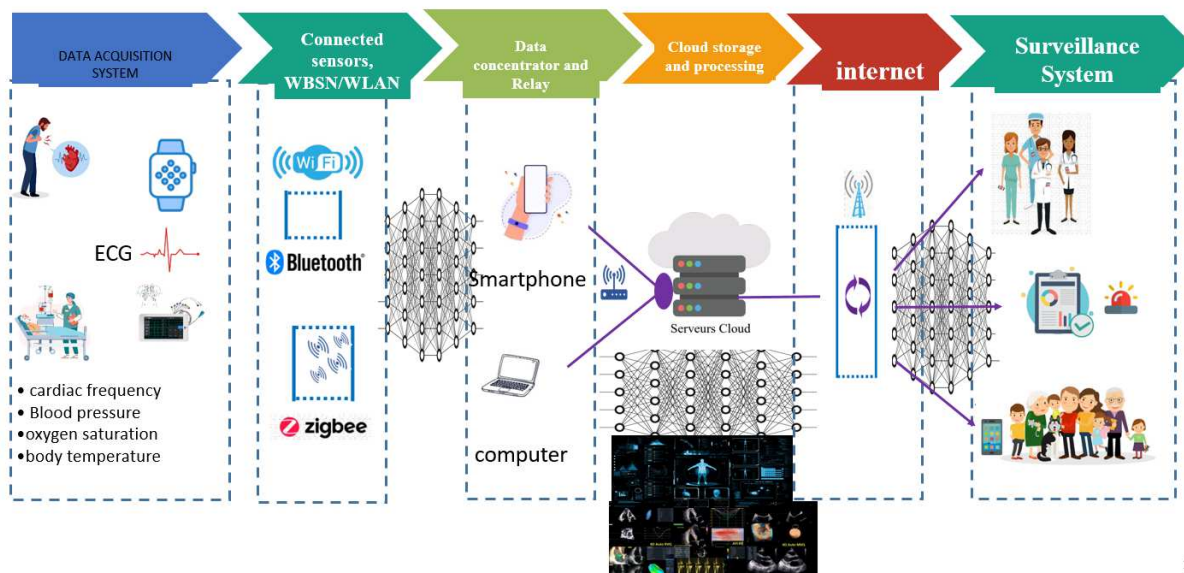 DATA ACQUISITION
SYSTEM
Connected
sensors,
WBSN/WLAN
Data
concentrator and
Relay
Cloud storage
and processing
internet
Surveillance
System
ECG
• cardiac frequency
• Blood pressure
•oxygen saturation
•body temperature
WiFi
Bluetooth®
zigbee
Smartphone
computer
Serveurs Cloud